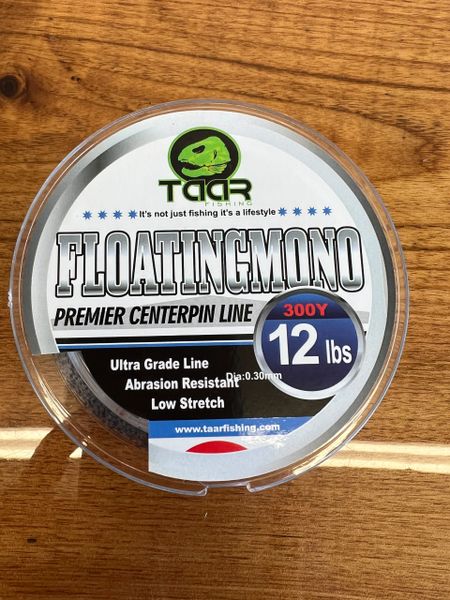 TAAR
FISHING
It's not just fishing it's a lifestyle
FLOATINGMONO
PREMIER CENTERPIN LINE
300Y
12 lbs
Ultra Grade Line
Dia:0.30mm
Abrasion Resistant
Low Stretch
www.taarfishing.com